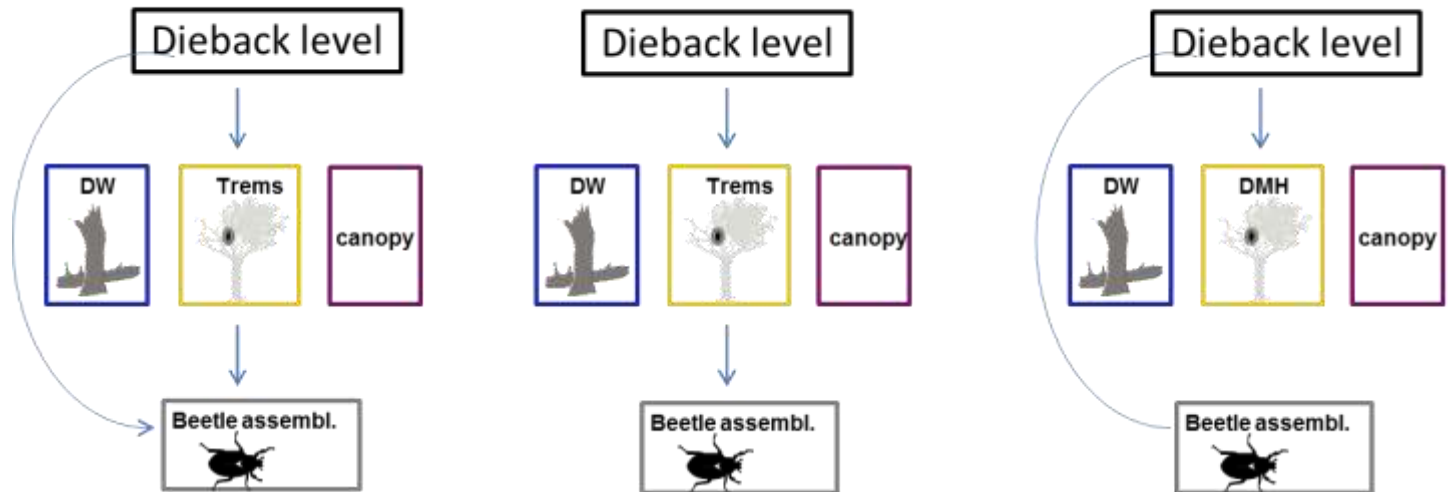 Dieback level
DW
Trems
canopy
Beetle assembl.
Dieback level
DW
Trems
canopy
Beetle assembl.
Dieback level
DW
DMH
canopy
Beetle assembl.